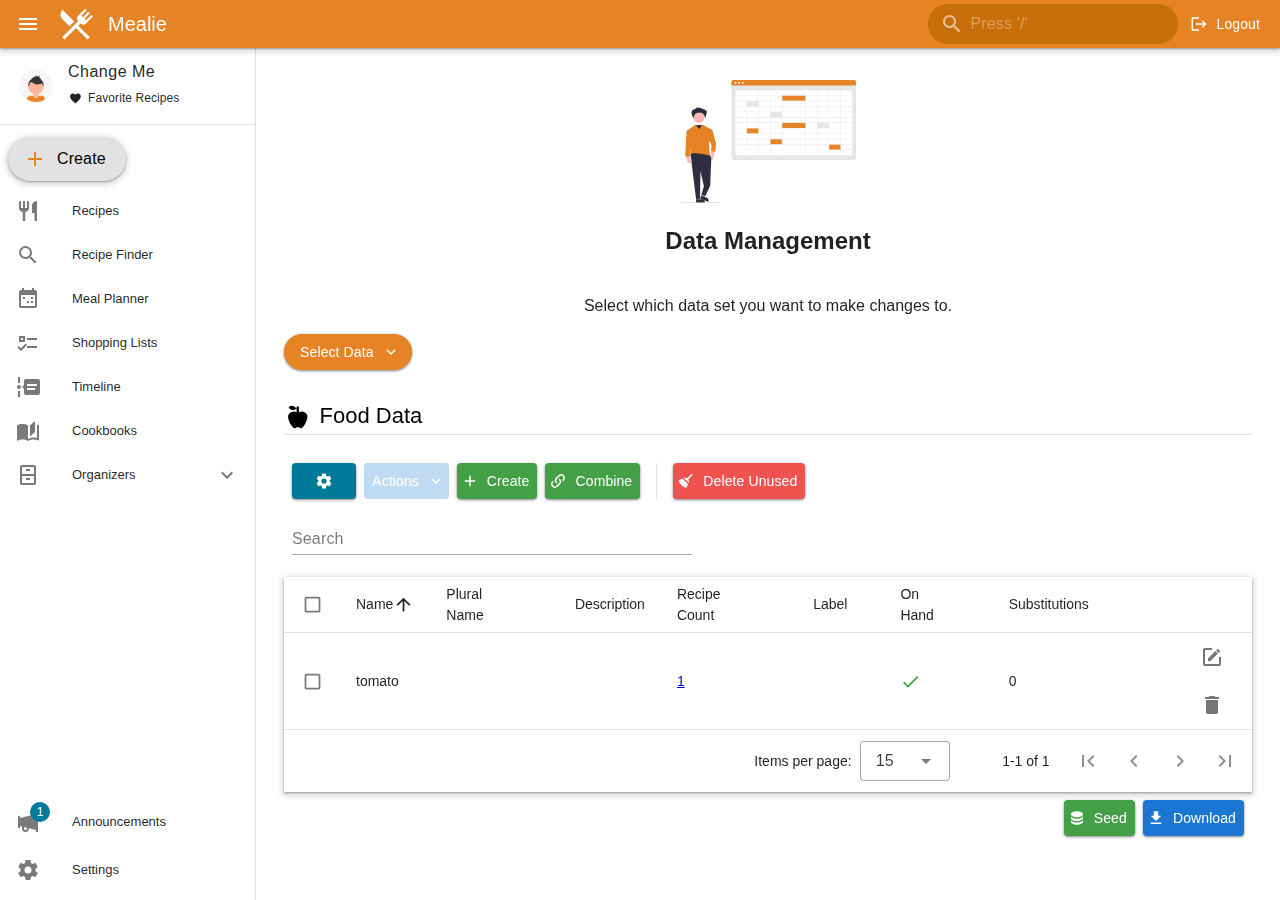 Mealie
Press '/'
Logout
Change Me
Favorite Recipes
Create
Recipes
Recipe Finder
Meal Planner
Shopping Lists
Timeline
Cookbooks
Organizers
1
Announcements
Settings
Data Management
Select which data set you want to make changes to.
Select Data
Food Data
Actions
Create
Combine
Delete Unused
Search
Name
Plural Name
Description
Recipe Count
Label
On Hand
Substitutions
tomato
1
0
Items per page:
15
1-1 of 1
Seed
Download